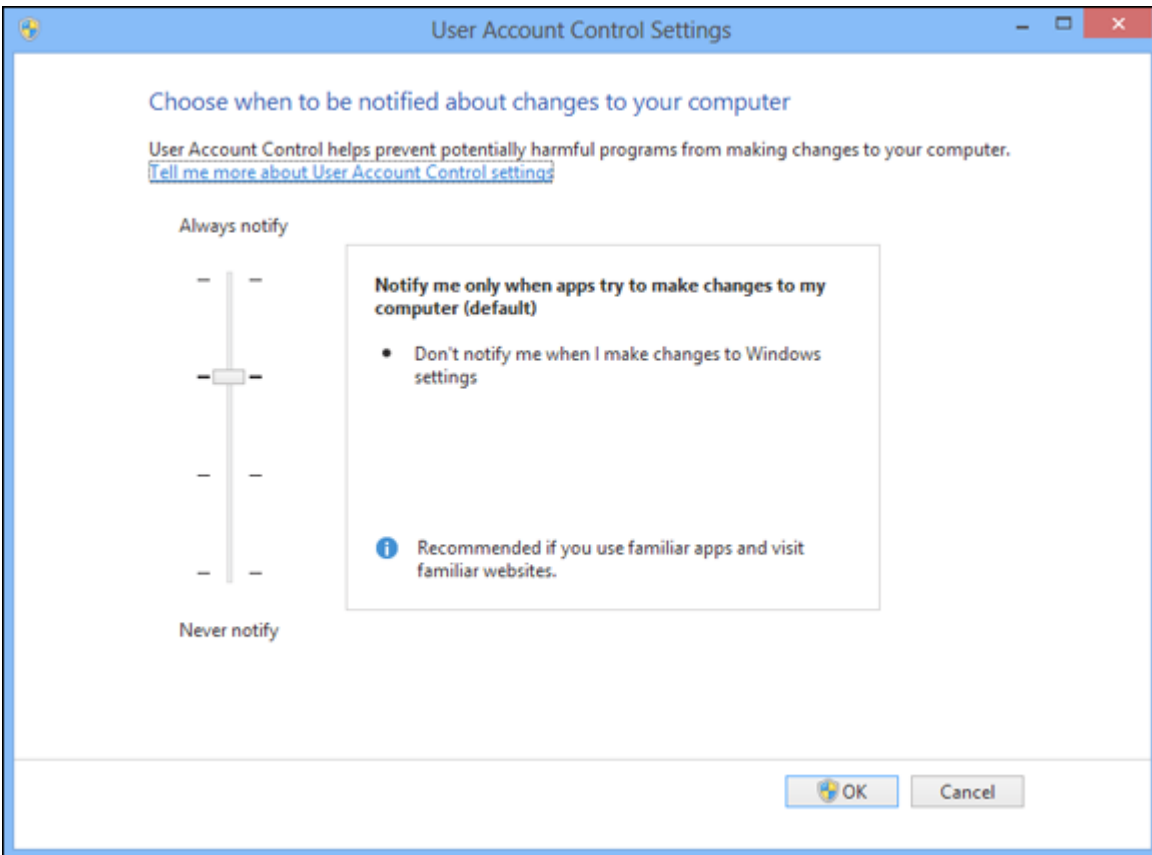 User Account Control Settings
Choose when to be notified about changes to your computer
User Account Control helps prevent potentially harmful programs from making changes to your computer.
Tell me more about User Account Control settings
Always notify
Notify me only when apps try to make changes to my
computer (default)
• Don't notify me when I make changes to Windows
settings
Recommended if you use familiar apps and visit
familiar websites.
Never notify
OK
Cancel